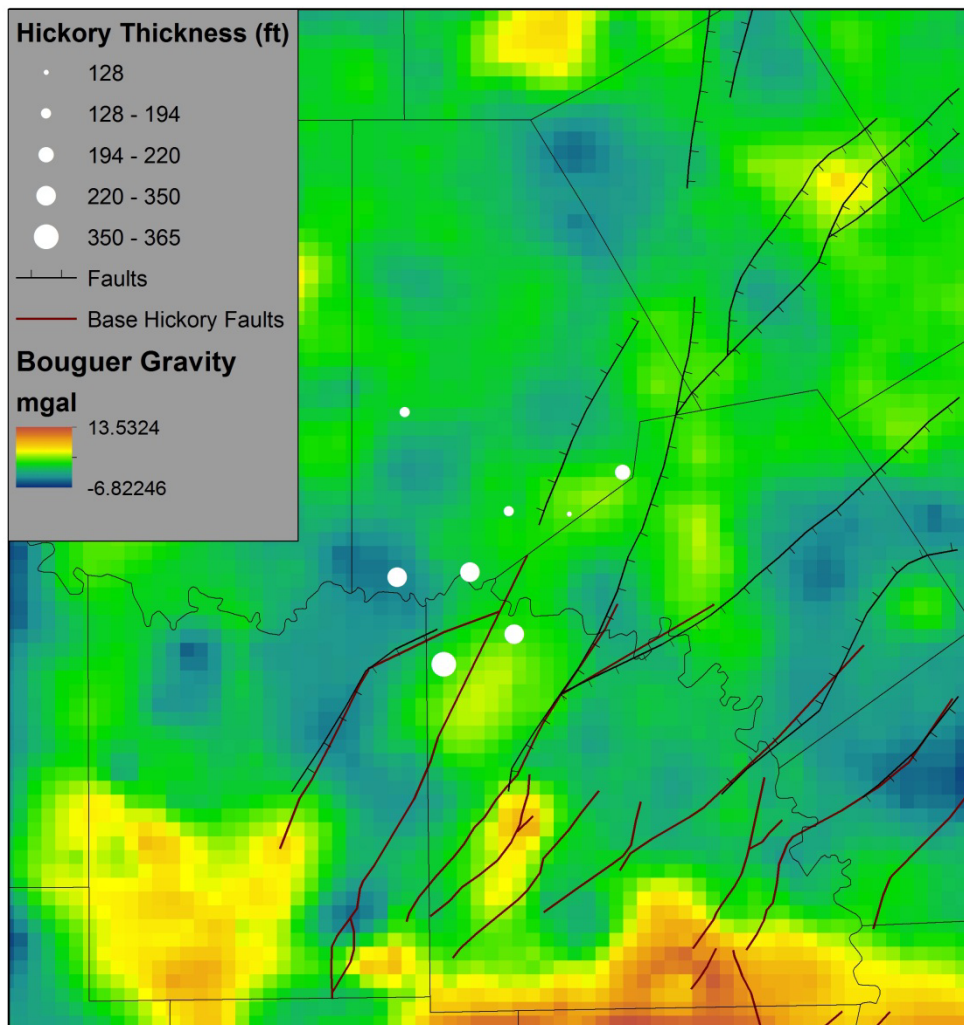 Hickory Thickness (ft)
128
128 - 194
194 - 220
220 - 350
350 - 365
Faults
Base Hickory Faults
Bouguer Gravity
mgal
13.5324
-6.82246